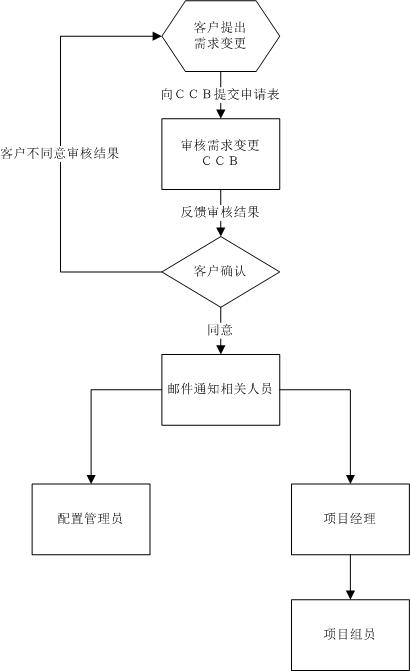 客户提出
需求变更
向ＣＣＢ提交申请表
客户不同意审核结果
审核需求变更
ＣＣＢ
反馈审核结果
客户确认
同意
邮件通知相关人员
配置管理员
项目经理
项目组员